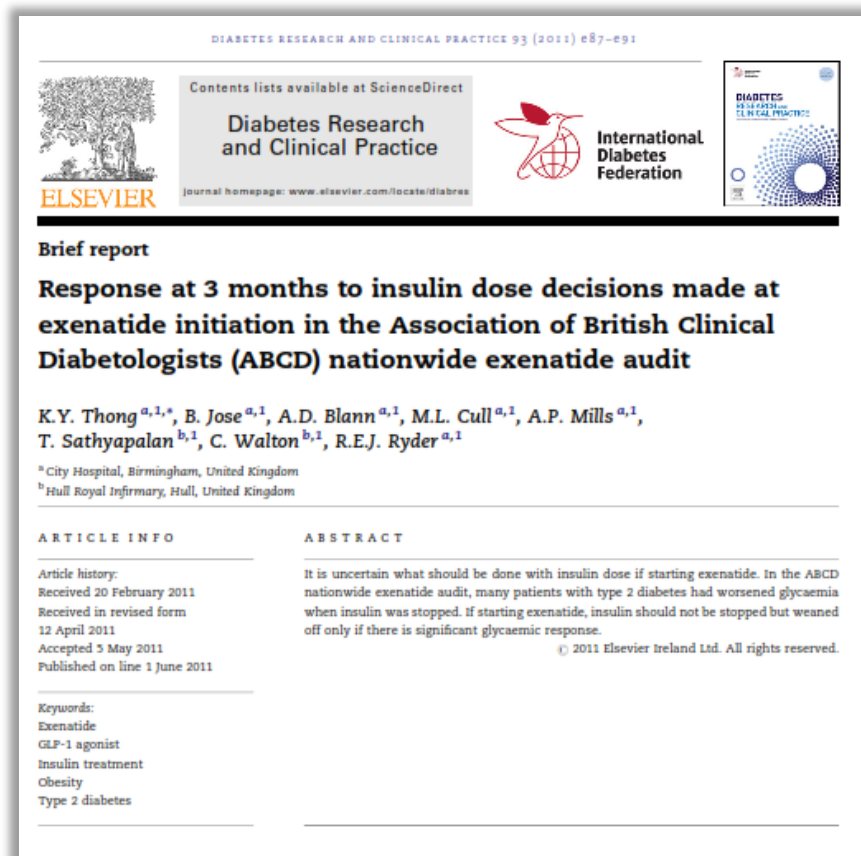 DIABETES RESEARCH AND CLINICAL PRACTICE 93 (2011) e87–e91
Contents lists available at ScienceDirect
Diabetes Research
and Clinical Practice
journal homepage: www.elsevier.com/locate/diabres
ELSEVIER
International
Diabetes
Federation
DIABETES
RESEARCH AND
CLINICAL PRACTICE
Brief report
Response at 3 months to insulin dose decisions made at
exenatide initiation in the Association of British Clinical
Diabetologists (ABCD) nationwide exenatide audit
K.Y. Thong a,1,*, B. Jose a,1, A.D. Blann a,1, M.L. Cull a,1, A.P. Mills a,1,
T. Sathyapalan b,1, C. Walton b,1, R.E.J. Ryder a,1
a City Hospital, Birmingham, United Kingdom
b Hull Royal Infirmary, Hull, United Kingdom
ARTICLE INFO
Article history:
Received 20 February 2011
Received in revised form
12 April 2011
Accepted 5 May 2011
Published on line 1 June 2011
Keywords:
Exenatide
GLP-1 agonist
Insulin treatment
Obesity
Type 2 diabetes
ABSTRACT
It is uncertain what should be done with insulin dose if starting exenatide. In the ABCD
nationwide exenatide audit, many patients with type 2 diabetes had worsened glycaemia
when insulin was stopped. If starting exenatide, insulin should not be stopped but weaned
off only if there is significant glycaemic response.
© 2011 Elsevier Ireland Ltd. All rights reserved.